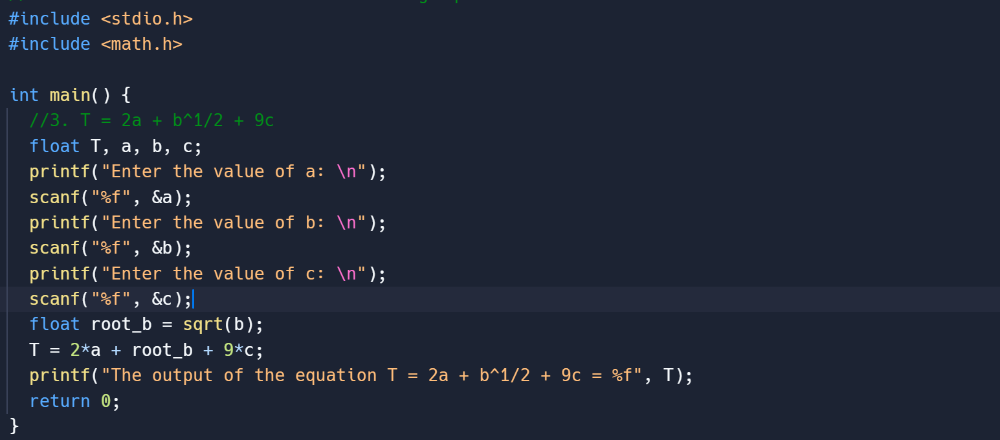 #include <stdio.h>
#include <math.h>
int main() {
//3. T = 2a + b^1/2 + 9c
float T, a, b, c;
printf("Enter the value of a: \n");
scanf("%f", &a);
printf("Enter the value of b: \n");
scanf("%f", &b);
printf("Enter the value of c: \n");
scanf("%f", &c);
float root_b = sqrt(b);
T = 2*a + root_b + 9*c;
printf("The output of the equation T = 2a + b^1/2 + 9c = %f", T);
return 0;
}